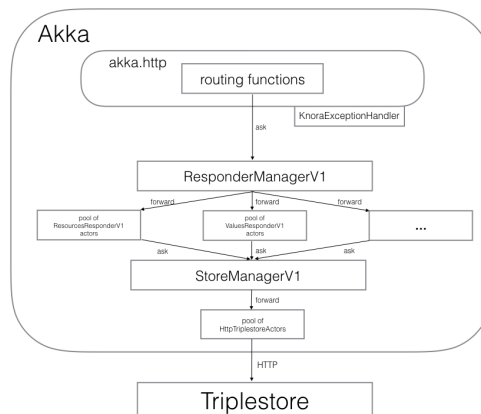 Akka
akka.http
routing functions
KnoraExceptionHandler
ask
ResponderManagerV1
forward
forward
forward
pool of
ResourcesResponderV1
actors
pool of
ValuesResponderV1
actors
...
ask
ask
ask
StoreManagerV1
forward
pool of
HttpTriplestoreActors
HTTP
Triplestore